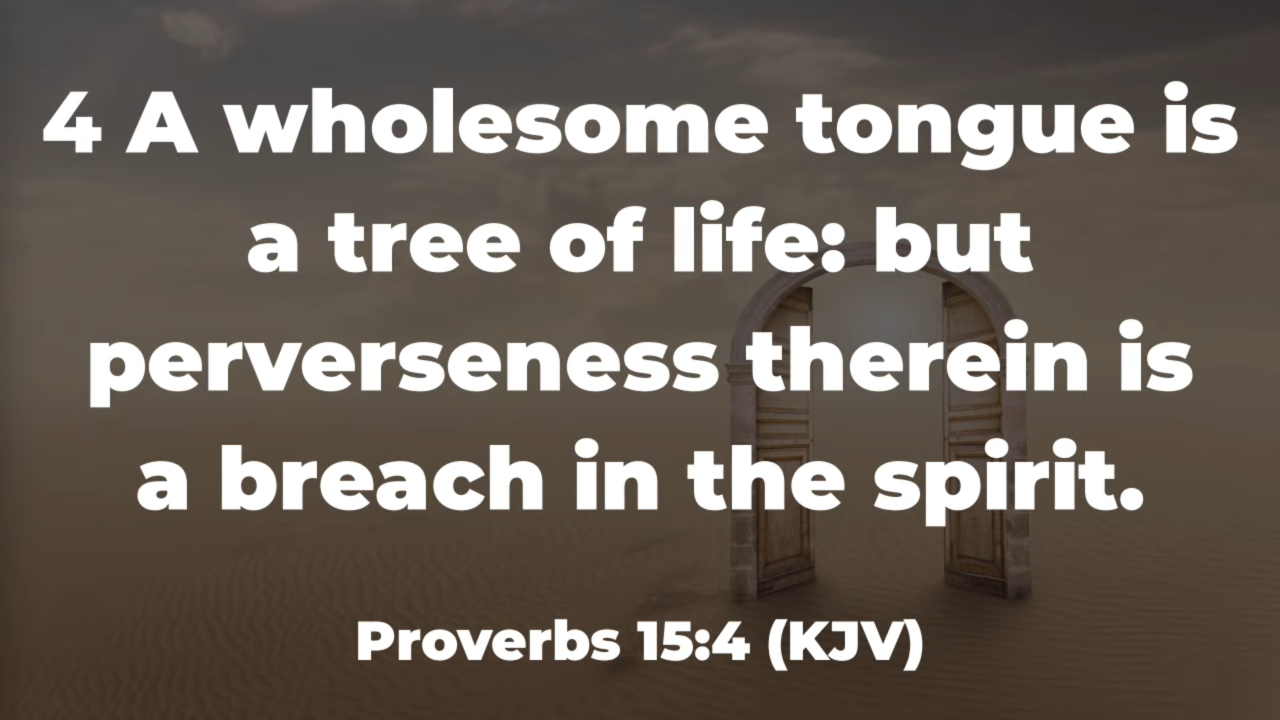 4 A wholesome tongue is
a tree of life: but
perverseness therein is
a breach in the spirit.
Proverbs 15:4 (KJV)